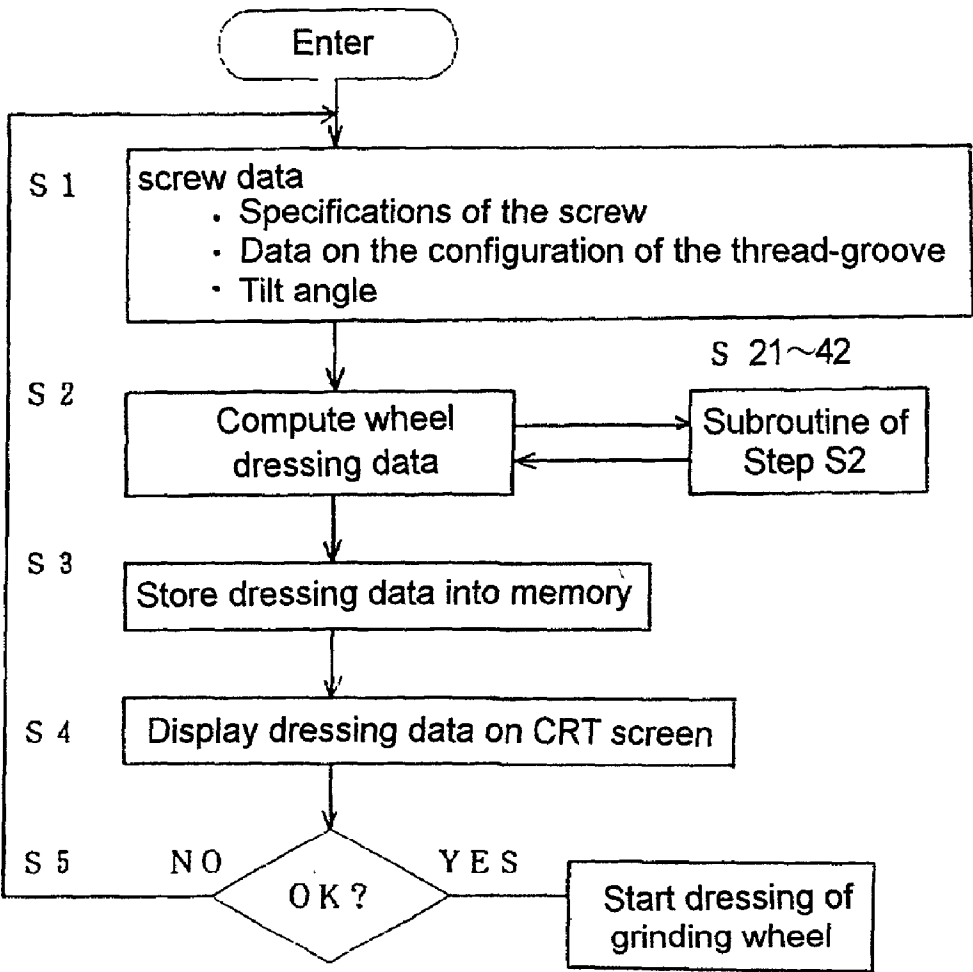 Enter
S 1
screw data
· Specifications of the screw
· Data on the configuration of the thread-groove
· Tilt angle
S 21~42
S 2
Compute wheel
dressing data
Subroutine of
Step S2
S 3
Store dressing data into memory
S 4
Display dressing data on CRT screen
S 5
NO
OK?
YES
Start dressing of
grinding wheel